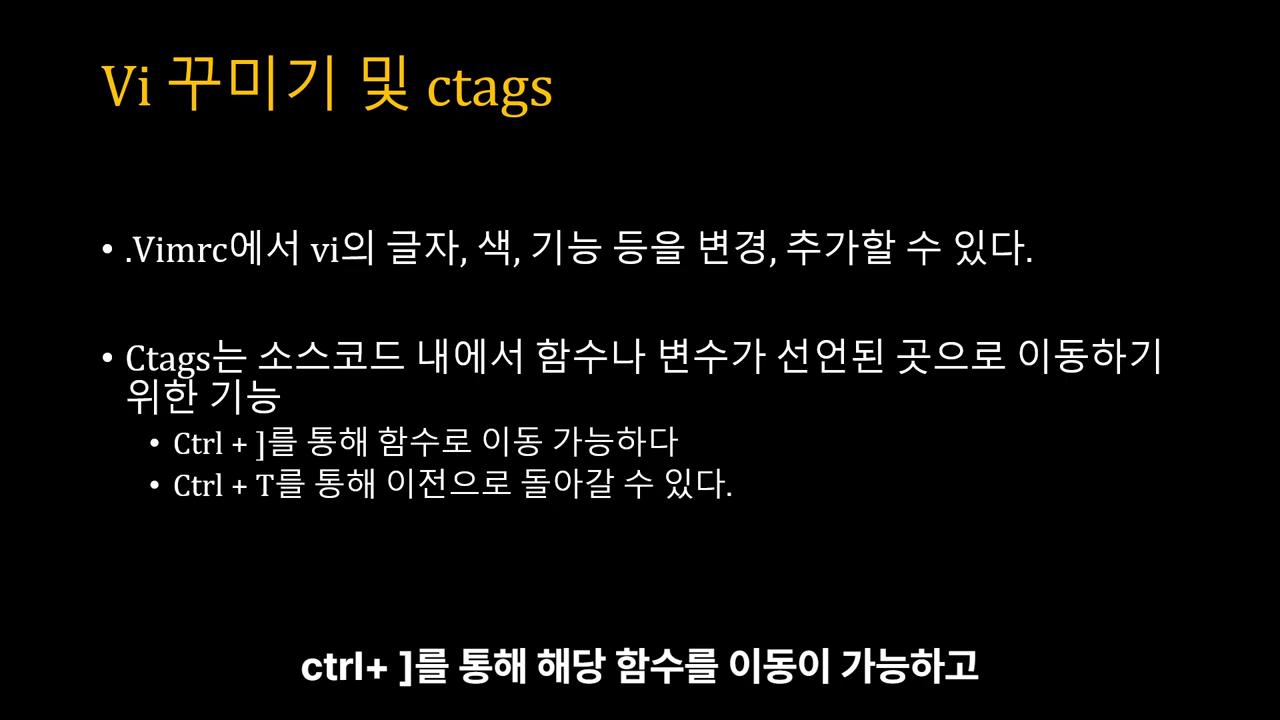 Vi 꾸미기 및 ctags
• .Vimrc에서 vi의 글자, 색, 기능 등을 변경, 추가할 수 있다.
• Ctags는 소스코드 내에서 함수나 변수가 선언된 곳으로 이동하기
위한 기능
• Ctrl + ]를 통해 함수로 이동 가능하다
• Ctrl + T를 통해 이전으로 돌아갈 수 있다.
ctrl+ ]를 통해 해당 함수를 이동이 가능하고